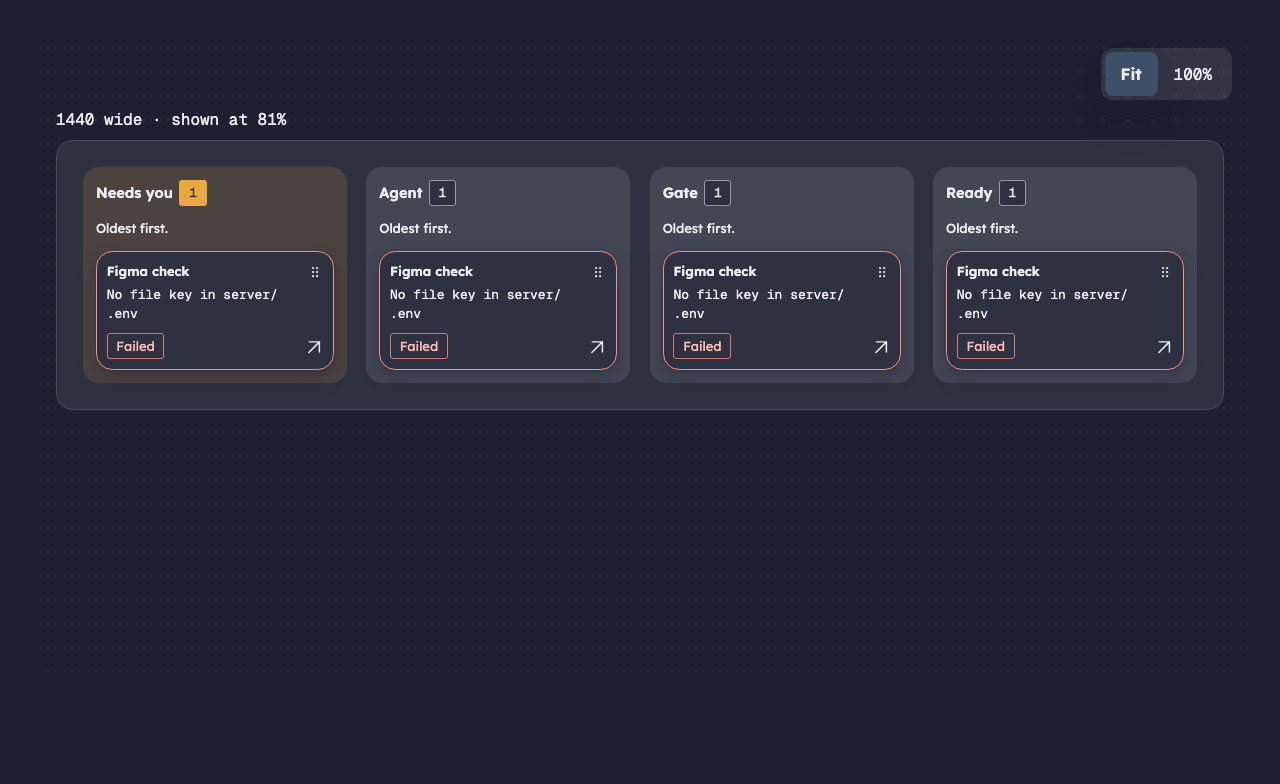 Fit 100%
1440 wide · shown at 81%
Needs you 1
Oldest first.
Figma check
No file key in server/
.env
Failed
Agent 1
Oldest first.
Figma check
No file key in server/
.env
Failed
Gate 1
Oldest first.
Figma check
No file key in server/
.env
Failed
Ready 1
Oldest first.
Figma check
No file key in server/
.env
Failed